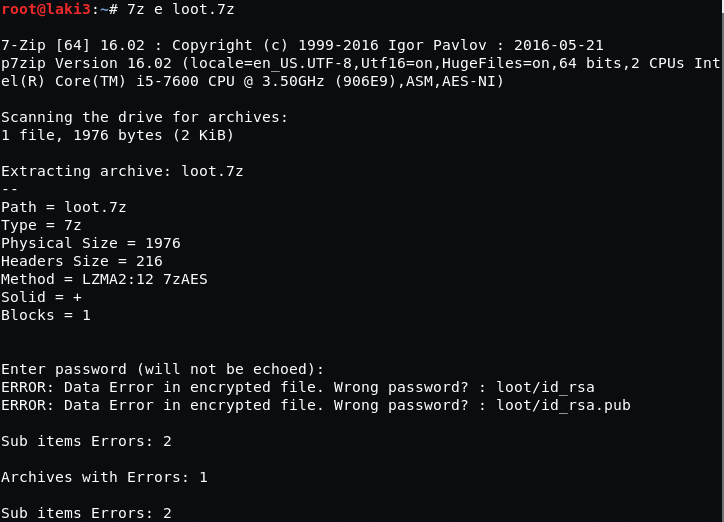 root@laki3:~# 7z e loot.7z
7-Zip [64] 16.02 : Copyright (c) 1999-2016 Igor Pavlov : 2016-05-21
p7zip Version 16.02 (locale=en_US.UTF-8,Utf16=on,HugeFiles=on,64 bits,2 CPUs Int
el(R) Core(TM) i5-7600 CPU @ 3.50GHz (906E9),ASM,AES-NI)
Scanning the drive for archives:
1 file, 1976 bytes (2 KiB)
Extracting archive: loot.7z
--
Path = loot.7z
Type = 7z
Physical Size = 1976
Headers Size = 216
Method = LZMA2:12 7zAES
Solid = +
Blocks = 1
Enter password (will not be echoed):
ERROR: Data Error in encrypted file. Wrong password? : loot/id_rsa
ERROR: Data Error in encrypted file. Wrong password? : loot/id_rsa.pub
Sub items Errors: 2
Archives with Errors: 1
Sub items Errors: 2